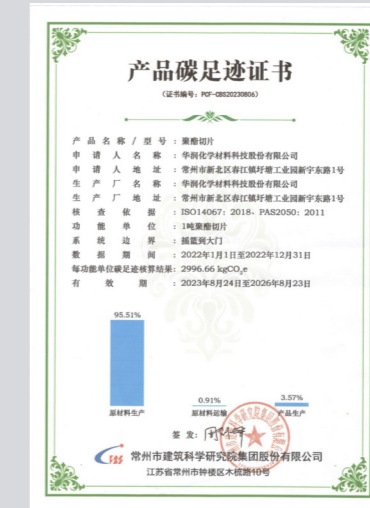 产品碳足迹证书
（证书编号：PCF-CBS20230806）
产品名称/型号：聚酯切片
申请人名称：华润化学材料科技股份有限公司
申请人地址：常州市新北区春江镇圩塘工业园新宇东路1号
生产厂名称：华润化学材料科技股份有限公司
生产厂地址：常州市新北区春江镇圩塘工业园新宇东路1号
核查依据：ISO14067：2018、PAS2050：2011
功能单位：1吨聚酯切片
系统边界：摇篮到大门
数据期间：2022年1月1日至2022年12月31日
每功能单位碳足迹核算结果：2996.66 kgCO₂e
有效期：2023年8月24日至2026年8月23日
95.51%
0.91%
3.57%
原材料生产
原材料运输
产品生产
签发：
常州市建筑科学研究院集团股份有限公司
江苏省常州市钟楼区木梳路10号